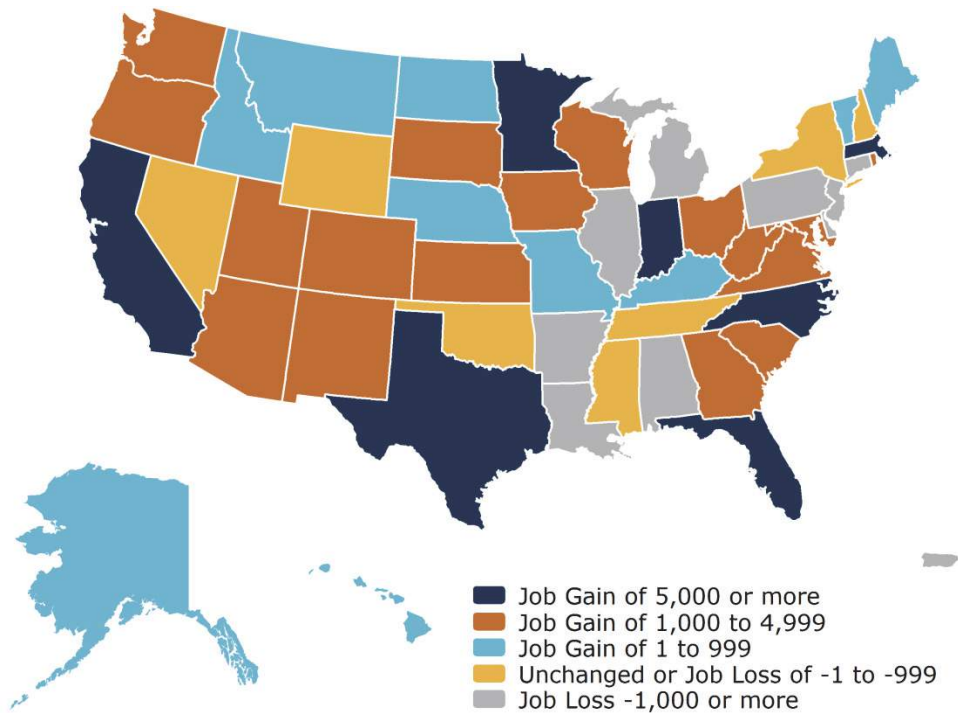 Job Gain of 5,000 or more
Job Gain of 1,000 to 4,999
Job Gain of 1 to 999
Unchanged or Job Loss of -1 to -999
Job Loss -1,000 or more